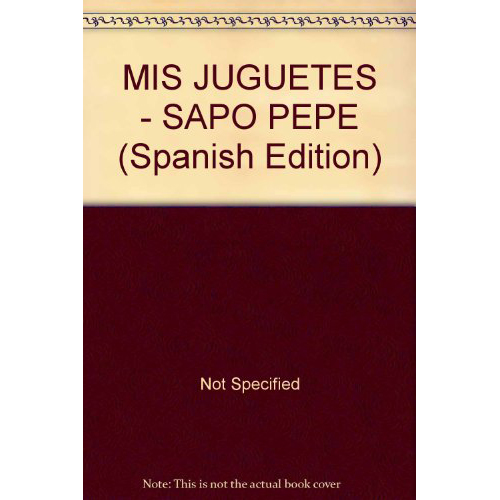 MIS JUGUETES
- SAPO PEPE
(Spanish Edition)
Not Specified
Note: This is not the actual book cover